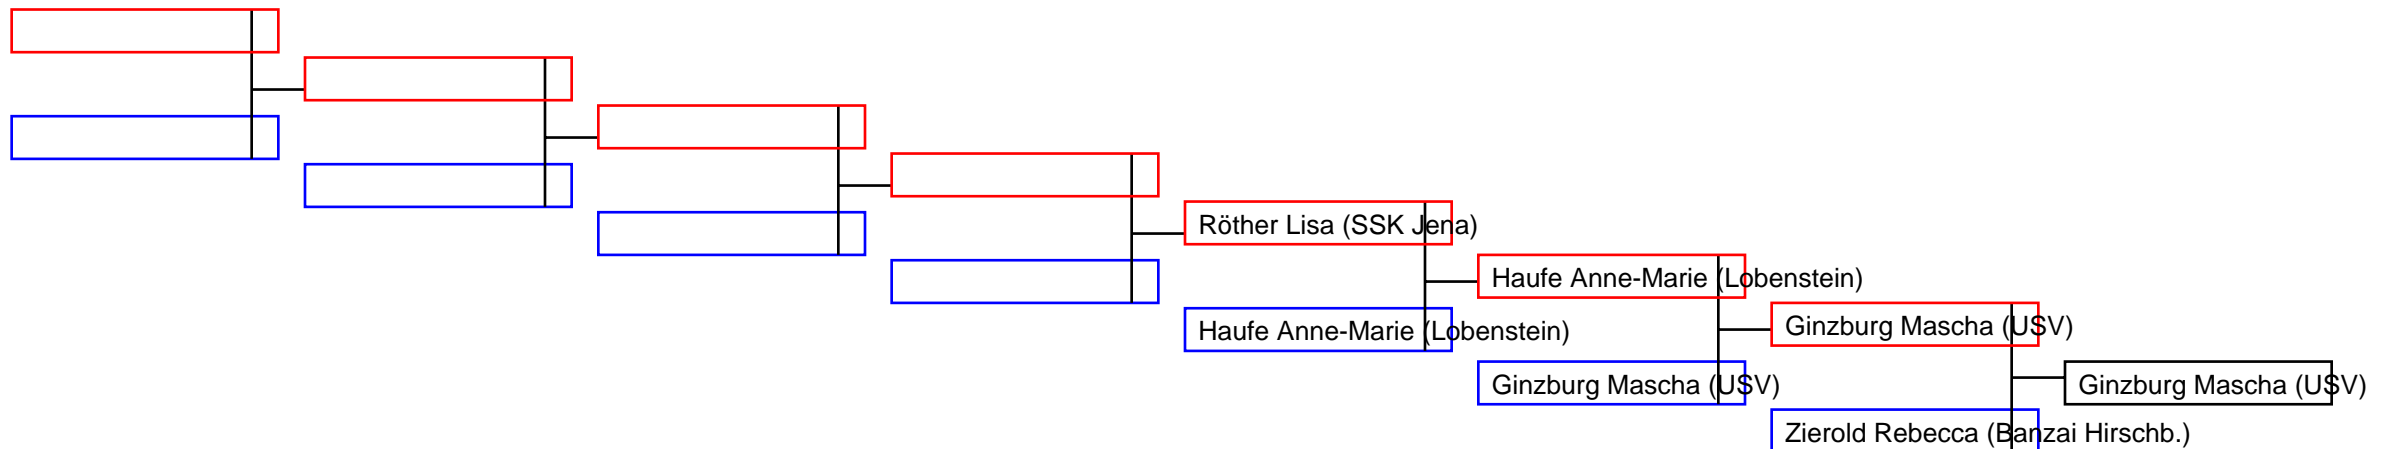 Röther Lisa (SSK Jena)
Haufe Anne-Marie (Lobenstein)
Haufe Anne-Marie (Lobenstein)
Ginzburg Mascha (USV)
Ginzburg Mascha (USV)
Ginzburg Mascha (USV)
Zierold Rebecca (Banzai Hirschb.)